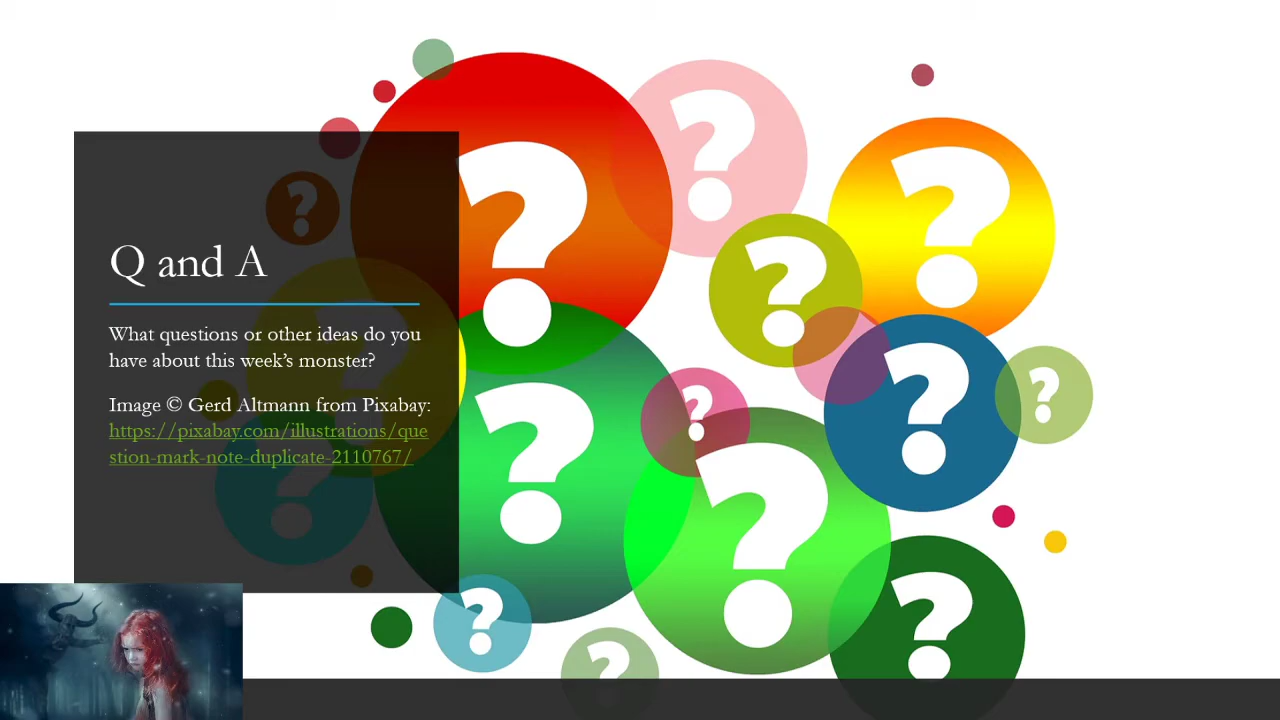 Q and A
What questions or other ideas do you
have about this week's monster?
Image © Gerd Altmann from Pixabay:
https://pixabay.com/illustrations/que
stion-mark-note-duplicate-2110767/
? ? ?
? ?
? ?
? ? ?
? ?
? ?
?